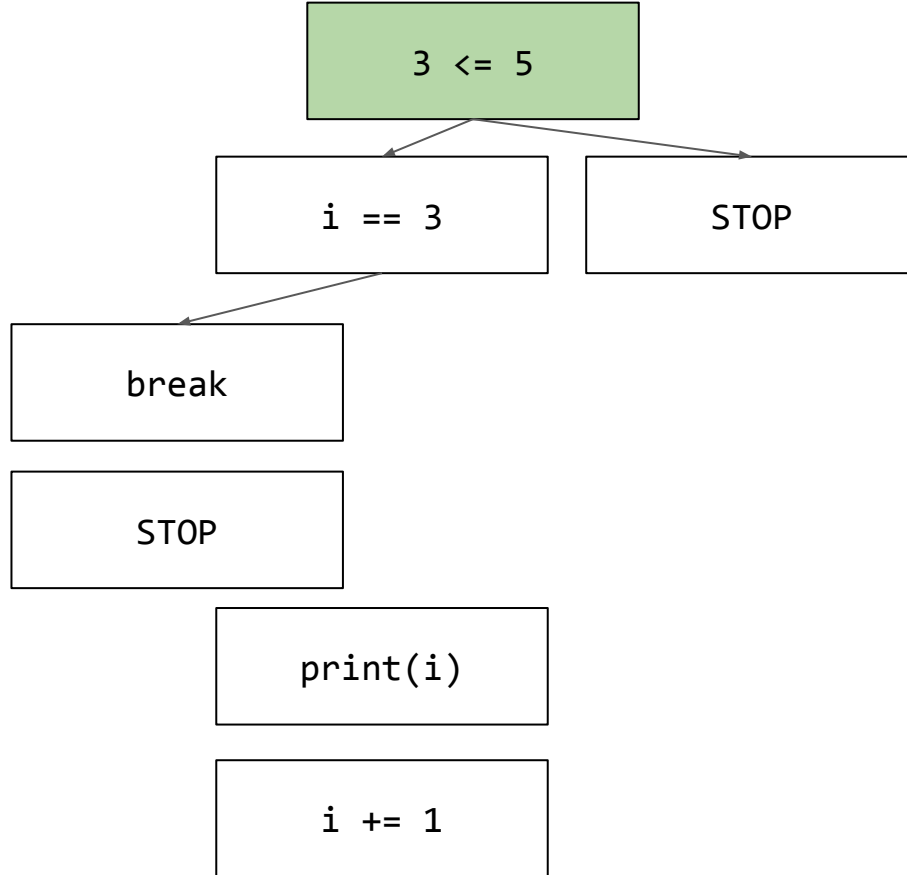 3 <= 5
i == 3
STOP
break
STOP
print(i)
i += 1